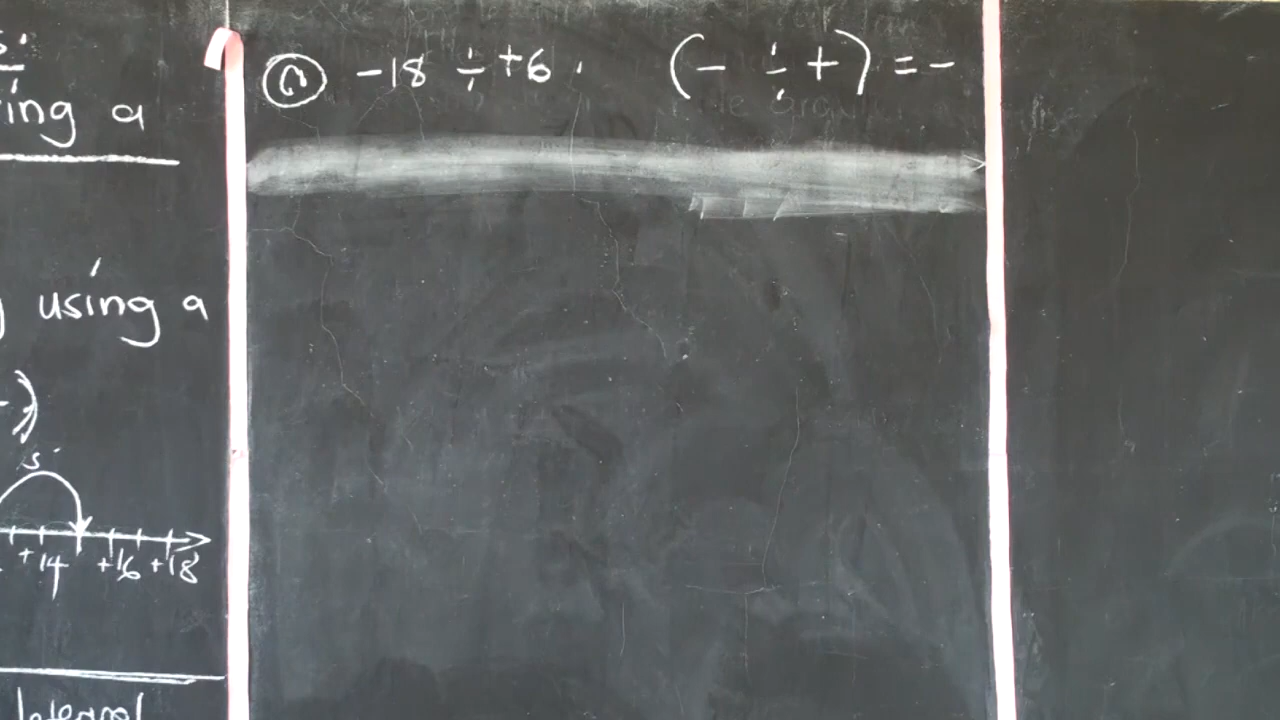 ing a
using a
s
+14 +16 +18
Integral
(n) -18 ÷ +6 . (- ÷ +) = -